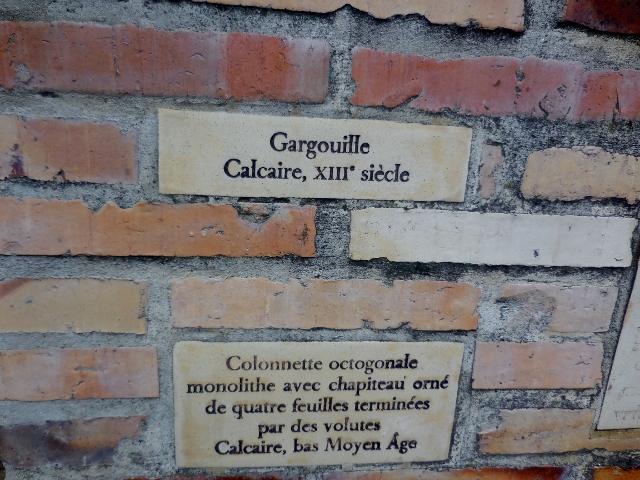 Gargouille
Calcaire, XIIIe siècle
Colonnette octogonale
monolithe avec chapiteau orné
de quatre feuilles terminées
par des volutes
Calcaire, bas Moyen Âge